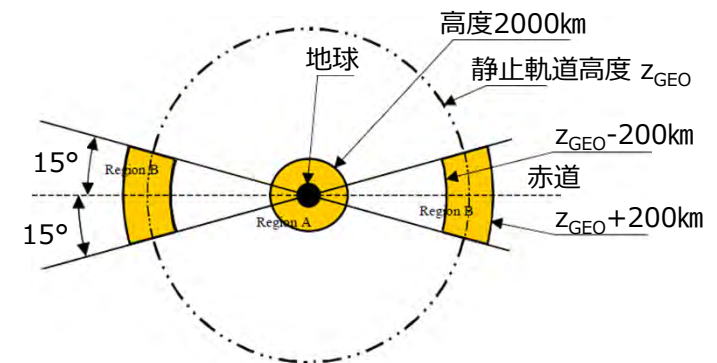 高度2000km
地球
静止軌道高度 zGEO
zGEO-200km
15°
Region B
赤道
Region B
Region A
15°
zGEO+200km